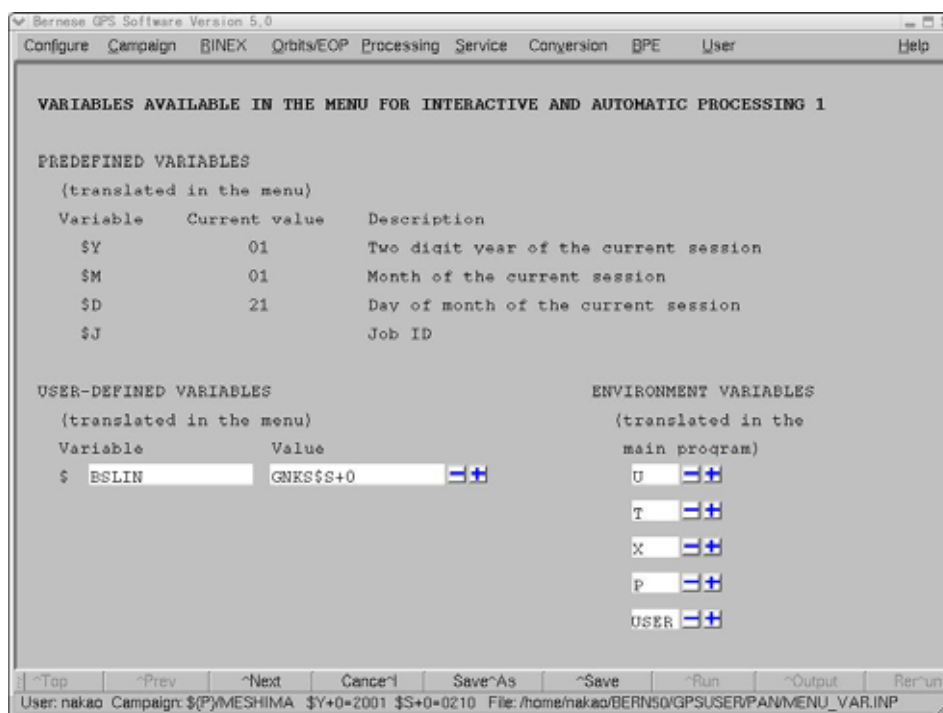 Bernese GPS Software Version 5.0
Configure Campaign RINEX Orbits/EOP Processing Service Conversion BPE User Help
VARIABLES AVAILABLE IN THE MENU FOR INTERACTIVE AND AUTOMATIC PROCESSING 1
PREDEFINED VARIABLES
(translated in the menu)
Variable Current value Description
$Y 01 Two digit year of the current session
$M 01 Month of the current session
$D 21 Day of month of the current session
$J Job ID
USER-DEFINED VARIABLES ENVIRONMENT VARIABLES
(translated in the menu) (translated in the
Variable Value main program)
$ BSLIN GNKS$S+0 U
T
X
P
USER
^Top ^Prev ^Next Cance^l Save^As ^Save ^Run ^Output Rer^un
User: nakao Campaign: ${P}/MESHIMA $Y+0=2001 $S+0=0210 File: /home/nakao/BERN50/GPSUSER/PAN/MENU_VAR.INP